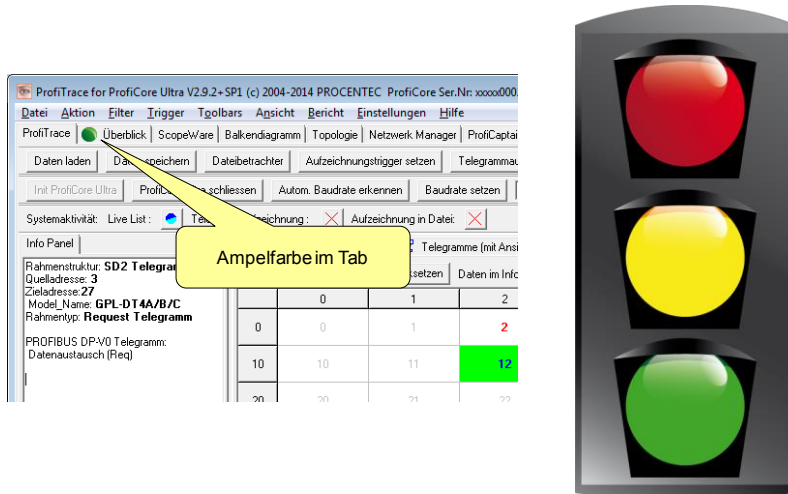 ProfiTrace for ProfiCore Ultra V2.9.2+SP1 (c) 2004-2014 PROCENTEC ProfiCore Ser.Nr: xxxxx000.
Datei Aktion Filter Trigger Toolbars Ansicht Bericht Einstellungen Hilfe
ProfiTrace Überblick ScopeWare Balkendiagramm Topologie Netzwerk Manager ProfiCaptai
Daten laden speichern Dateibetrachter Aufzeichnungstrigger setzen Telegrammau
Init ProfiCore Ultra schliessen Autom. Baudrate erkennen Baudrate setzen
Systemaktivität: Live List: Aufzeichnung in Datei:
Info Panel Telegramme (mit Ansi
Ampelfarbe im Tab
Daten im Info
Rahmenstruktur: SD2
Quelladresse: 3
Zieladresse:27
Model_Name: GPL-DT4A/B/C
Rahmentyp: Request Telegramm
PROFIBUS DP-V0 Telegramm:
Datenaustausch (Req)
0 1 2
0 0 1 2
10 10 11 12
20 20 21 22